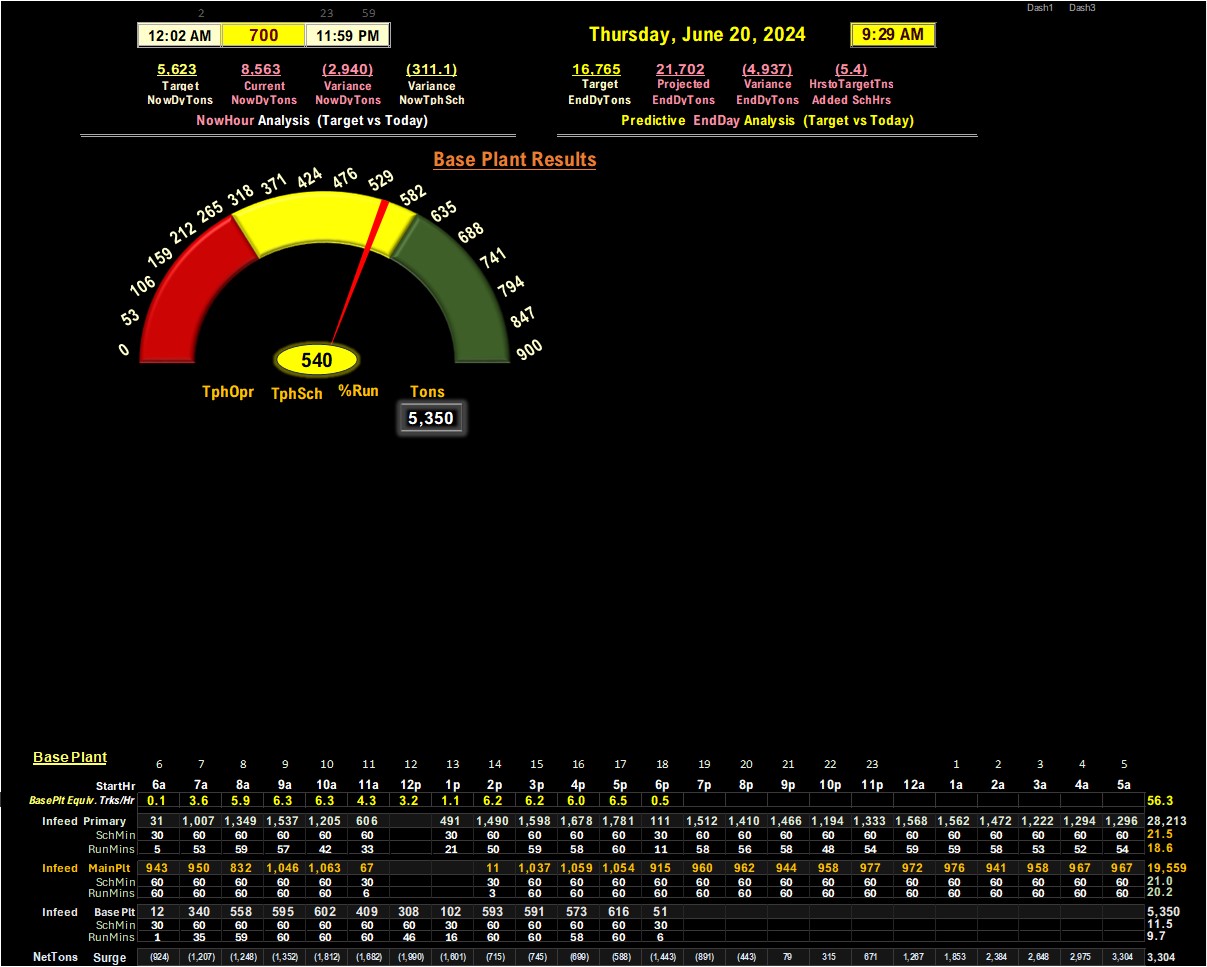 2 23 59 Dash1 Dash3
12:02 AM 700 11:59 PM Thursday, June 20, 2024 9:29 AM
5,623 8,563 (2,940) (311.1) 16,765 21,702 (4,937) (5.4)
Target Current Variance Variance Target Projected Variance HrstoTargetTns
NowDyTons NowDyTons NowDyTons NowTphSch EndDyTons EndDyTons EndDyTons Added SchHrs
NowHour Analysis (Target vs Today) Predictive EndDay Analysis (Target vs Today)
Base Plant Results
0 53 106 159 212 265 318 371 424 476 529 582 635 688 741 794 847 900
540
TphOpr TphSch %Run Tons
5,350
Base Plant
6 7 8 9 10 11 12 13 14 15 16 17 18 19 20 21 22 23 1 2 3 4 5
StartHr 6a 7a 8a 9a 10a 11a 12p 1p 2p 3p 4p 5p 6p 7p 8p 9p 10p 11p 12a 1a 2a 3a 4a 5a
BasePlt Equiv. Trks/Hr 0.1 3.6 5.9 6.3 6.3 4.3 3.2 1.1 6.2 6.2 6.0 6.5 0.5 56.3
Infeed Primary 31 1,007 1,349 1,537 1,205 606 491 1,490 1,598 1,678 1,781 111 1,512 1,410 1,466 1,194 1,333 1,568 1,562 1,472 1,222 1,294 1,296 28,213
SchMin 30 60 60 60 60 60 30 60 60 60 60 30 60 60 60 60 60 60 60 60 60 60 60 21.5
RunMins 5 53 59 57 42 33 21 50 59 58 60 11 58 56 58 48 54 59 59 58 53 52 54 18.6
Infeed MainPlt 943 950 832 1,046 1,063 67 11 1,037 1,059 1,054 915 960 962 944 958 977 972 976 941 958 967 967 19,559
SchMin 60 60 60 60 60 30 30 60 60 60 60 60 60 60 60 60 60 60 60 60 60 60 21.0
RunMins 60 60 60 60 60 6 3 60 60 60 60 60 60 60 60 60 60 60 60 60 60 60 20.2
Infeed Base Plt 12 340 558 595 602 409 308 102 593 591 573 616 51 5,350
SchMin 30 60 60 60 60 60 60 30 60 60 60 60 30 11.5
RunMins 1 35 59 60 60 60 46 16 60 60 58 60 6 9.7
NetTons Surge (924) (1,207) (1,248) (1,352) (1,812) (1,682) (1,990) (1,601) (715) (745) (699) (588) (1,443) (891) (443) 79 315 671 1,267 1,853 2,384 2,648 2,975 3,304 3,304